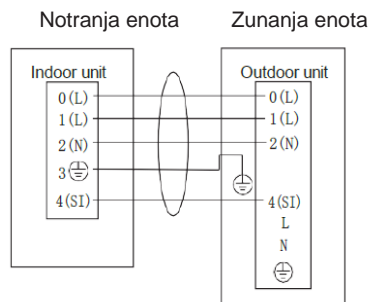 Notranja enota Zunanja enota
Indoor unit Outdoor unit
0(L) 0(L)
1(L) 1(L)
2(N) 2(N)
3
4(SI) 4(SI)
L
N